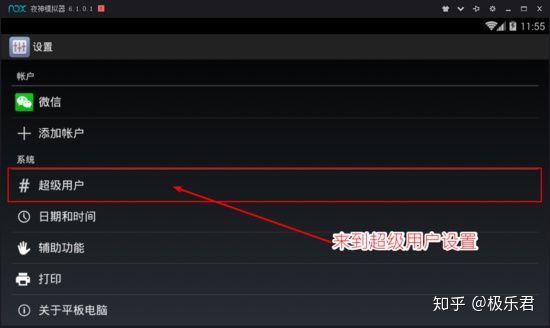 nox 夜神模拟器 6.1.0.1
11:55
设置
帐户
微信
添加帐户
系统
# 超级用户
来到超级用户设置
日期和时间
辅助功能
打印
关于平板电脑
知乎 @极乐君